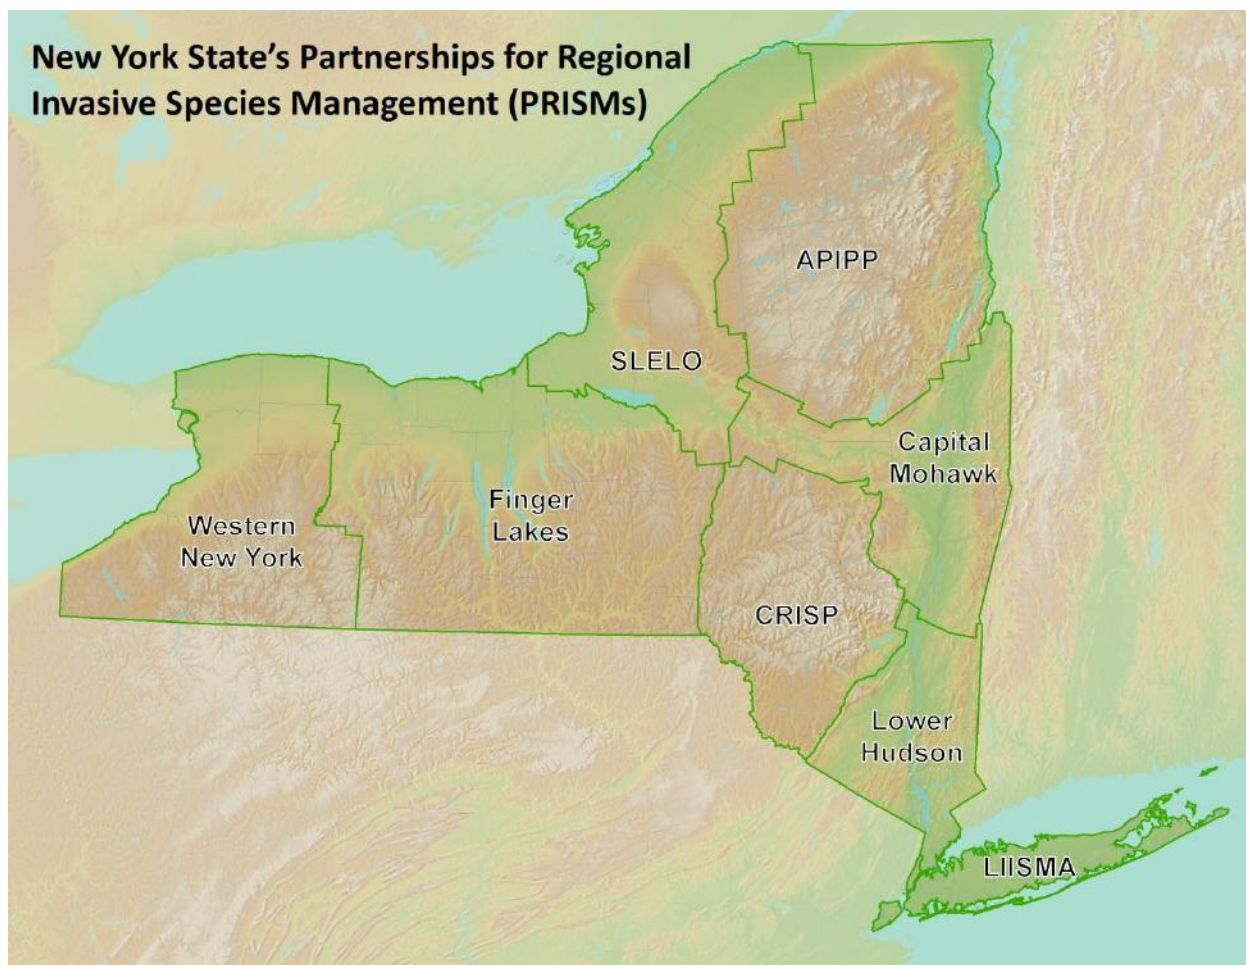 New York State's Partnerships for Regional
Invasive Species Management (PRISMs)
APIPP
SLELO
Capital
Mohawk
Finger
Lakes
Western
New York
CRISP
Lower
Hudson
LIISMA